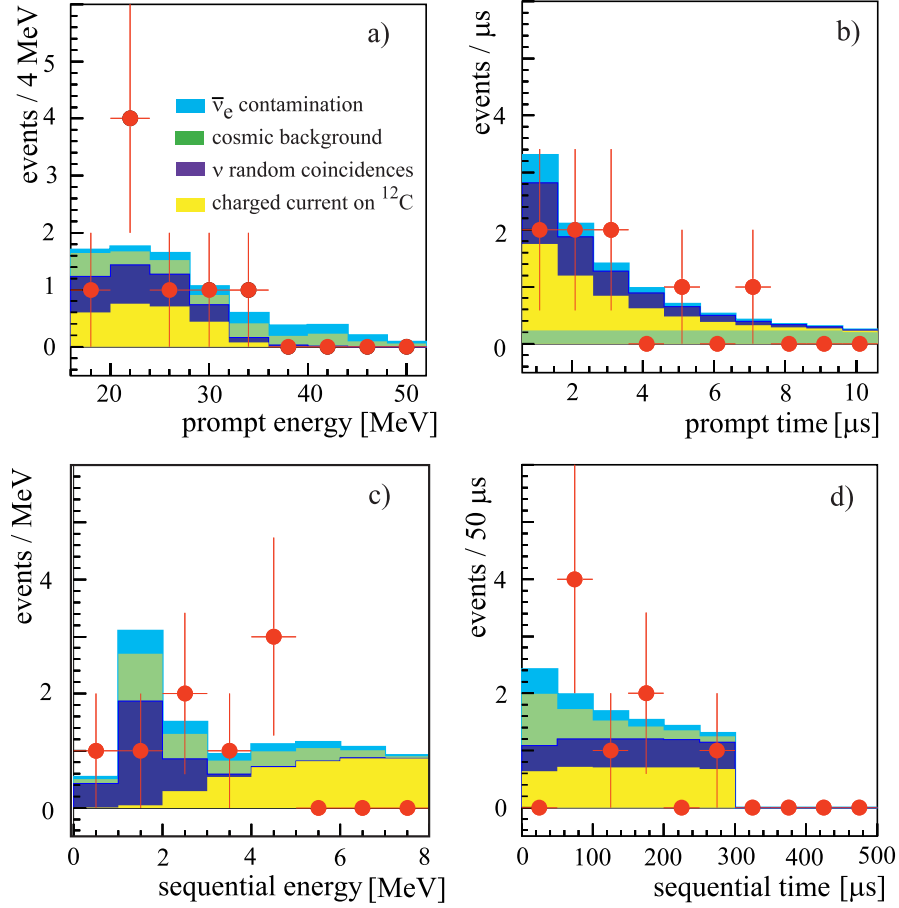 a)
events / 4 MeV
6
4
2
0
ν̅e contamination
cosmic background
ν random coincidences
charged current on ¹²C
20 30 40 50
prompt energy [MeV]
b)
events / μs
4
2
0
2 4 6 8 10
prompt time [μs]
c)
events / MeV
4
2
0
0 2 4 6 8
sequential energy [MeV]
d)
events / 50 μs
4
2
0
0 100 200 300 400 500
sequential time [μs]